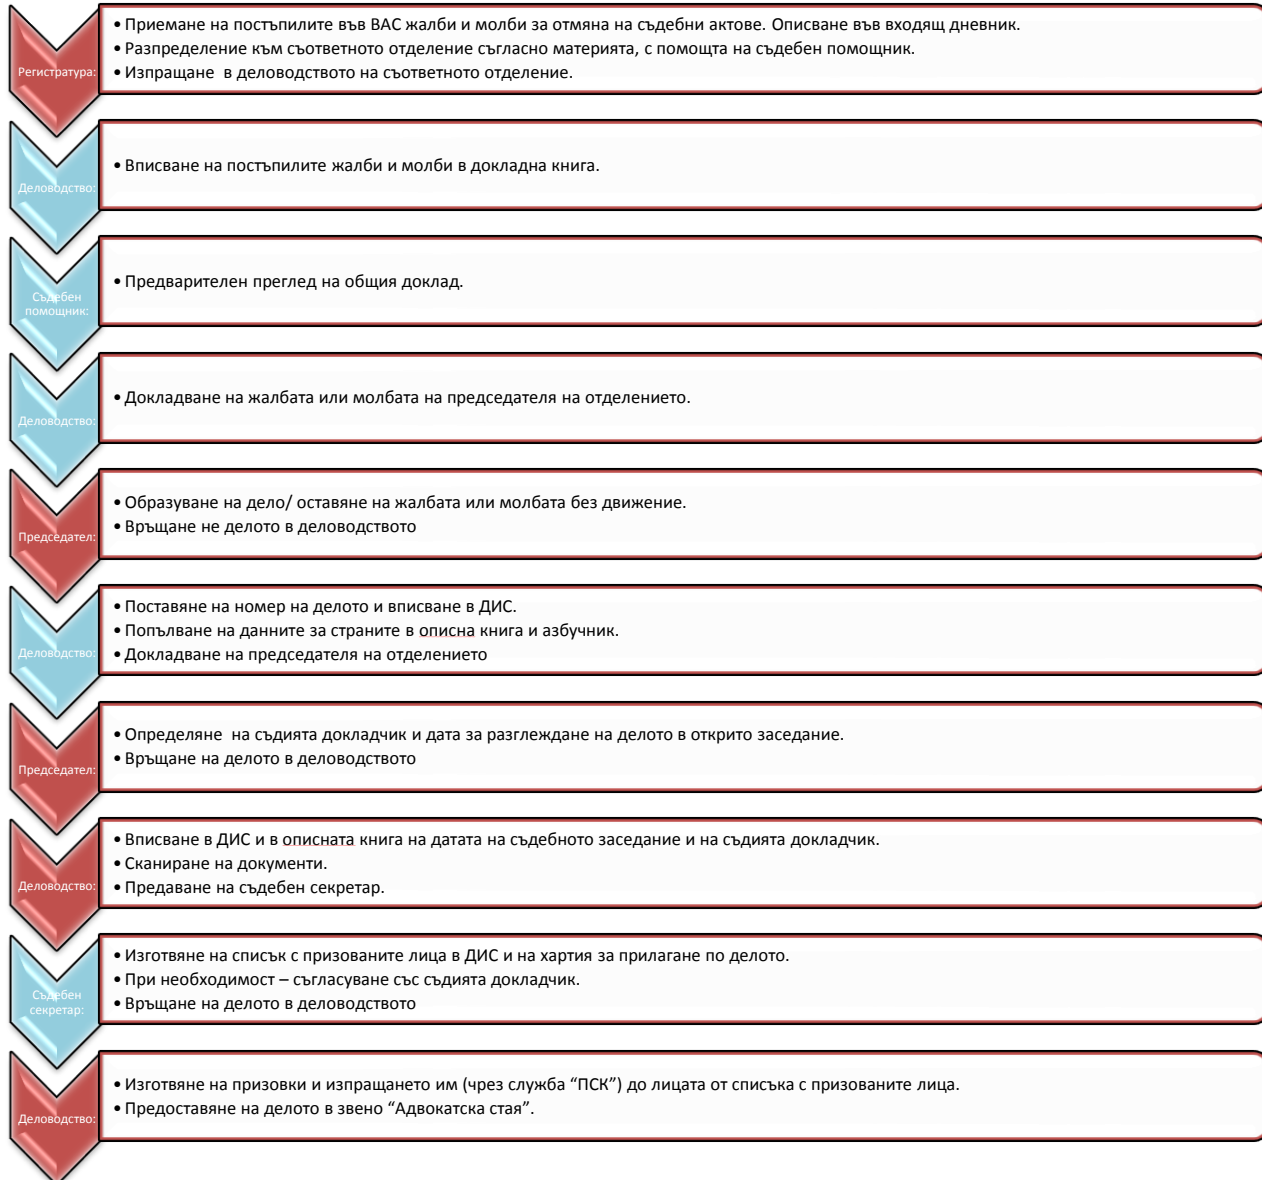 Регистратура:
• Приемане на постъпилите във ВАС жалби и молби за отмяна на съдебни актове. Описване във входящ дневник.
• Разпределение към съответното отделение съгласно материята, с помощта на съдебен помощник.
• Изпращане в деловодството на съответното отделение.
Деловодство:
• Вписване на постъпилите жалби и молби в докладна книга.
Съдебен
помощник:
• Предварителен преглед на общия доклад.
Деловодство:
• Докладване на жалбата или молбата на председателя на отделението.
Председател:
• Образуване на дело/ оставяне на жалбата или молбата без движение.
• Връщане не делото в деловодството
Деловодство:
• Поставяне на номер на делото и вписване в ДИС.
• Попълване на данните за страните в описна книга и азбучник.
• Докладване на председателя на отделението
Председател:
• Определяне на съдията докладчик и дата за разглеждане на делото в открито заседание.
• Връщане на делото в деловодството
Деловодство:
• Вписване в ДИС и в описната книга на датата на съдебното заседание и на съдията докладчик.
• Сканиране на документи.
• Предаване на съдебен секретар.
Съдебен
секретар:
• Изготвяне на списък с призованите лица в ДИС и на хартия за прилагане по делото.
• При необходимост – съгласуване със съдията докладчик.
• Връщане на делото в деловодството
Деловодство:
• Изготвяне на призовки и изпращането им (чрез служба “ПСК”) до лицата от списъка с призованите лица.
• Предоставяне на делото в звено “Адвокатска стая”.